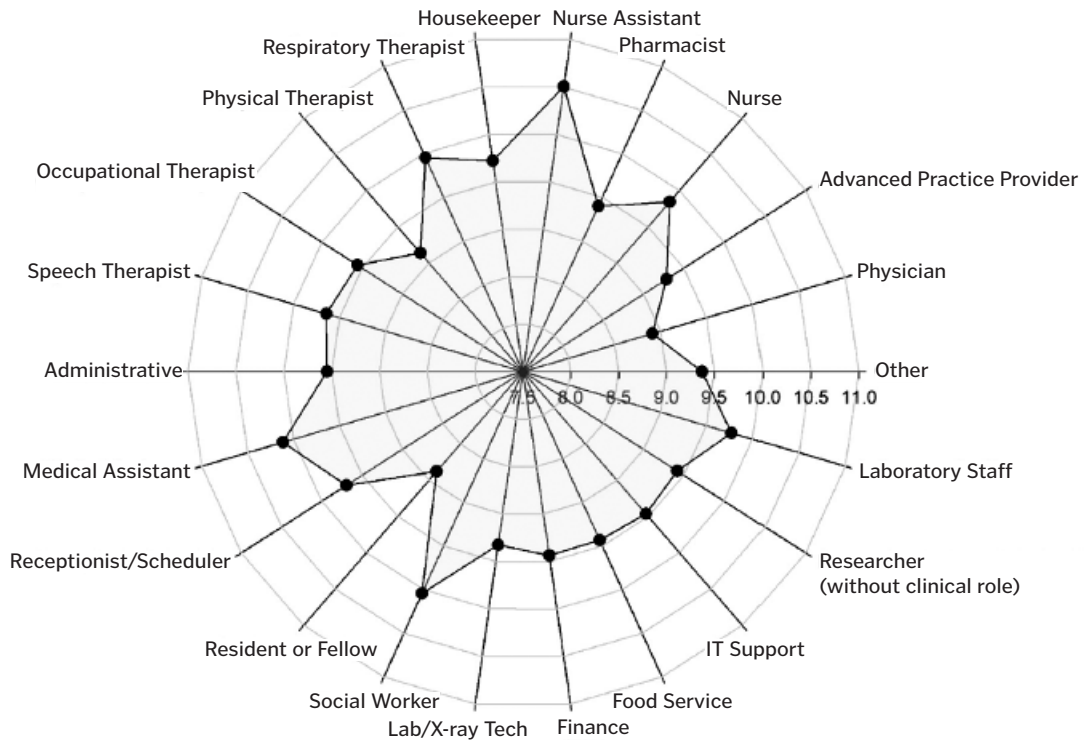 Housekeeper
Nurse Assistant
Respiratory Therapist
Pharmacist
Physical Therapist
Nurse
Occupational Therapist
Advanced Practice Provider
Speech Therapist
Physician
Administrative
Other
7.5 8.0 8.5 9.0 9.5 10.0 10.5 11.0
Medical Assistant
Laboratory Staff
Receptionist/Scheduler
Researcher
(without clinical role)
Resident or Fellow
IT Support
Social Worker
Food Service
Lab/X-ray Tech
Finance